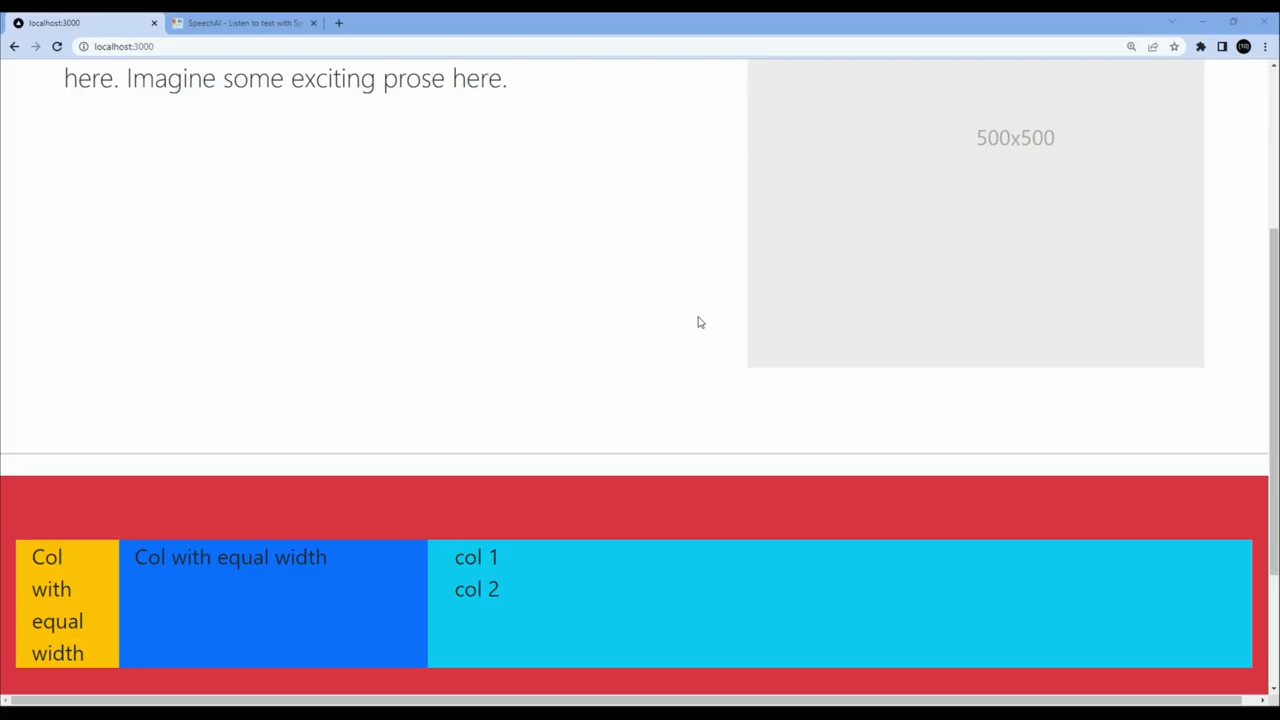 localhost:3000
SpeechAI - Listen to text with Sp
localhost:3000
here. Imagine some exciting prose here.
500x500
Col with equal width
Col with equal width
col 1
col 2